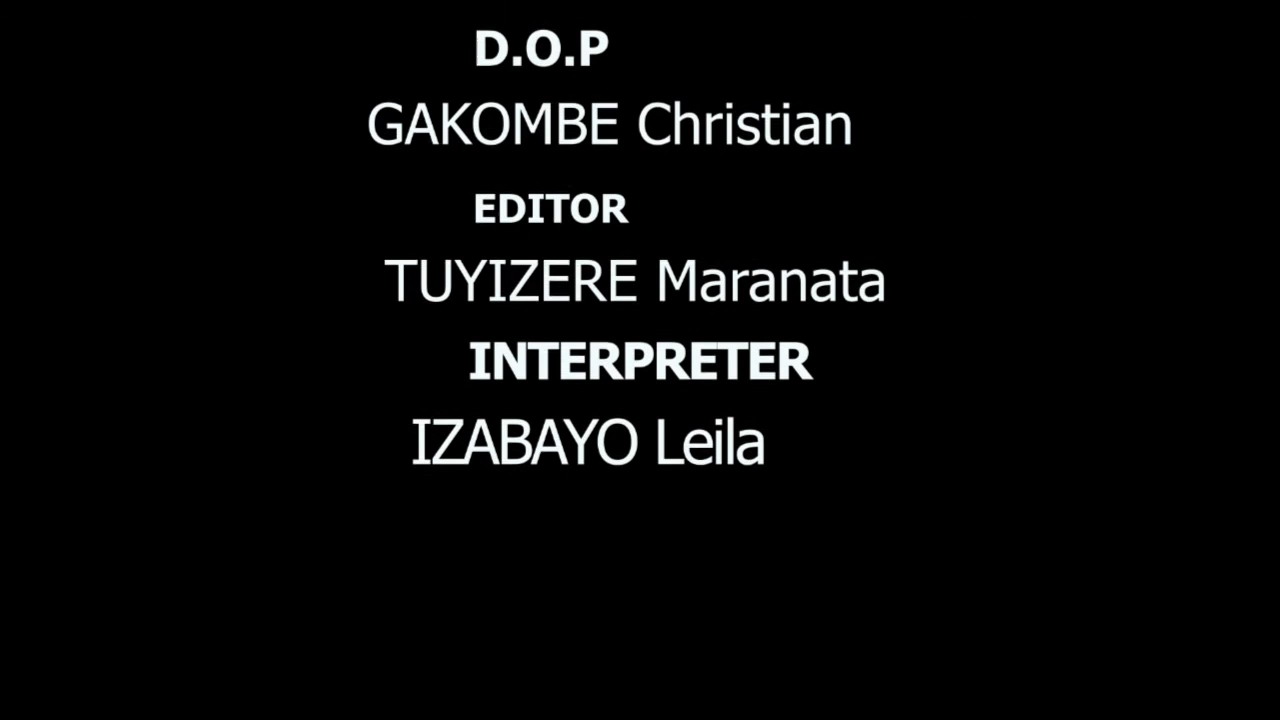 D.O.P
GAKOMBE Christian
EDITOR
TUYIZERE Maranata
INTERPRETER
IZABAYO Leila